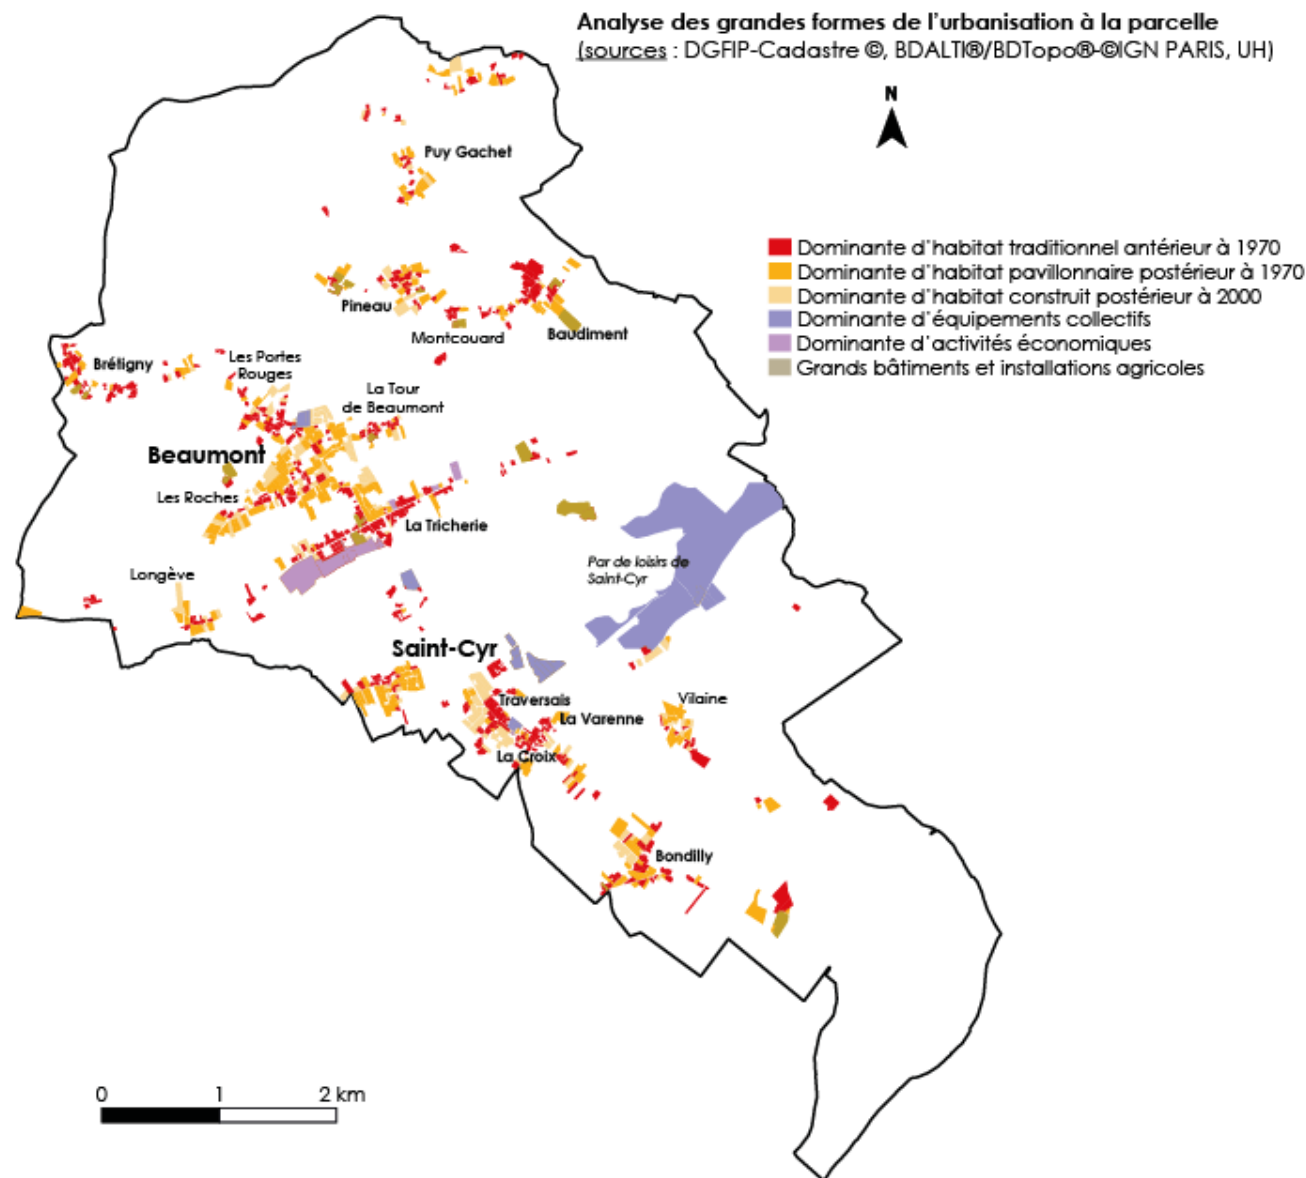 Analyse des grandes formes de l'urbanisation à la parcelle
(sources : DGFIP-Cadastre ©, BDALTI®/BDTopo®-©IGN PARIS, UH)
N
Puy Gachet
Dominante d'habitat traditionnel antérieur à 1970
Dominante d'habitat pavillonnaire postérieur à 1970
Dominante d'habitat construit postérieur à 2000
Dominante d'équipements collectifs
Dominante d'activités économiques
Grands bâtiments et installations agricoles
Pineau
Montcouard
Baudiment
Brétigny
Les Portes
Rouges
La Tour
de Beaumont
Beaumont
Les Roches
La Tricherie
Longève
Par de loisirs de
Saint-Cyr
Saint-Cyr
Traversais
La Varenne
Vilaine
La Croix
Bondilly
0 1 2 km